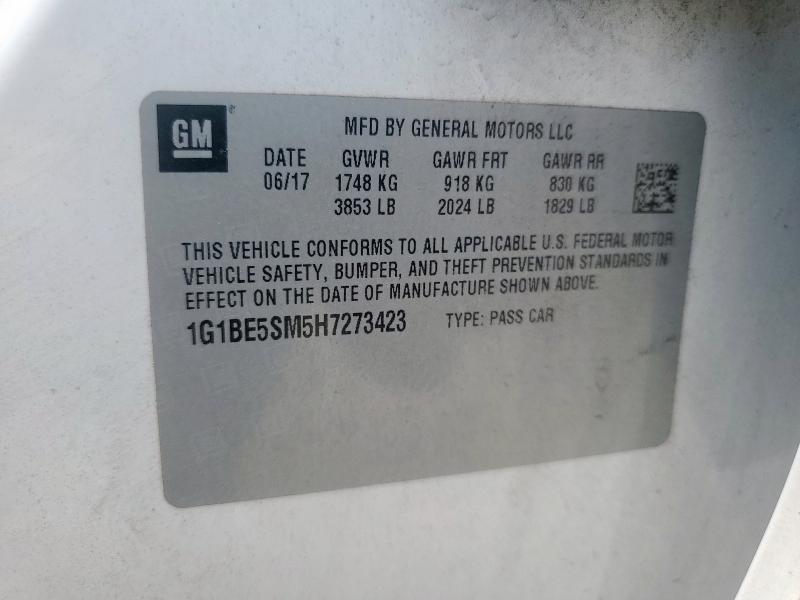 GM
MFD BY GENERAL MOTORS LLC
DATE GVWR GAWR FRT GAWR RR
06/17 1748 KG 918 KG 830 KG
3853 LB 2024 LB 1829 LB
THIS VEHICLE CONFORMS TO ALL APPLICABLE U.S. FEDERAL MOTOR
VEHICLE SAFETY, BUMPER, AND THEFT PREVENTION STANDARDS IN
EFFECT ON THE DATE OF MANUFACTURE SHOWN ABOVE.
1G1BE5SM5H7273423 TYPE: PASS CAR